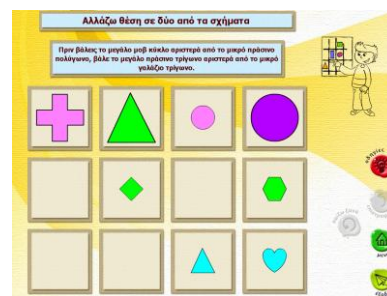 Αλλάζω θέση σε δύο από τα σχήματα
Πριν βάλεις το μεγάλο μοβ κύκλο αριστερά από το μικρό πράσινο
πολύγωνο, βάλε το μεγάλο πράσινο τρίγωνο αριστερά από το μικρό
γαλάζιο τρίγωνο.
οδηγίες